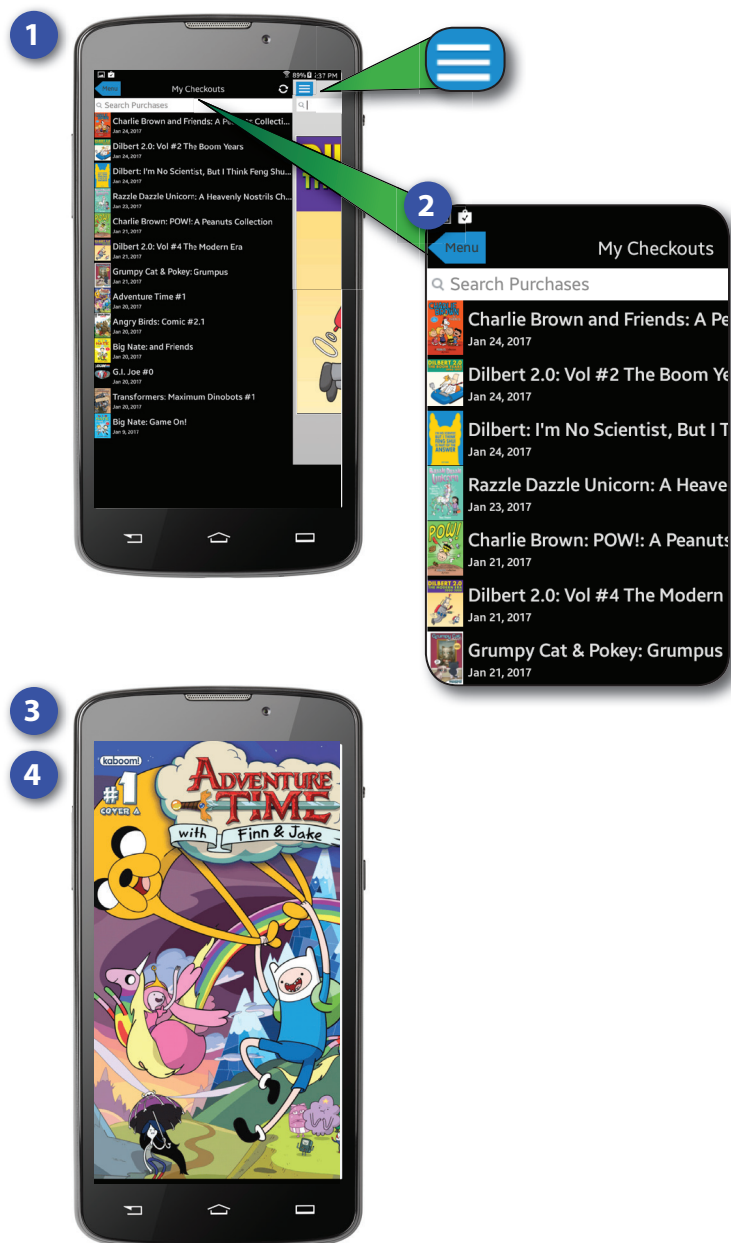 1
89% :37 PM
Menu
My Checkouts
Search Purchases
Charlie Brown and Friends: A P Collecti...
Jan 24, 2017
Dilbert 2.0: Vol #2 The Boom Years
Jan 24, 2017
Dilbert: I'm No Scientist, But I Think Feng Shu...
Jan 24, 2017
Razzle Dazzle Unicorn: A Heavenly Nostrils Ch...
Jan 23, 2017
Charlie Brown: POW!: A Peanuts Collection
Jan 21, 2017
Dilbert 2.0: Vol #4 The Modern Era
Jan 21, 2017
Grumpy Cat & Pokey: Grumpus
Jan 21, 2017
Adventure Time #1
Jan 20, 2017
Angry Birds: Comic #2.1
Jan 20, 2017
Big Nate: and Friends
Jan 20, 2017
G.I. Joe #0
Jan 20, 2017
Transformers: Maximum Dinobots #1
Jan 20, 2017
Big Nate: Game On!
Jan 9, 2017
2
Menu
My Checkouts
Search Purchases
Charlie Brown and Friends: A Pe
Jan 24, 2017
Dilbert 2.0: Vol #2 The Boom Ye
Jan 24, 2017
Dilbert: I'm No Scientist, But I T
Jan 24, 2017
Razzle Dazzle Unicorn: A Heave
Jan 23, 2017
Charlie Brown: POW!: A Peanuts
Jan 21, 2017
Dilbert 2.0: Vol #4 The Modern
Jan 21, 2017
Grumpy Cat & Pokey: Grumpus
Jan 21, 2017
3
4
kaboom!
#1
COVER A
ADVENTURE
TIME
with Finn & Jake